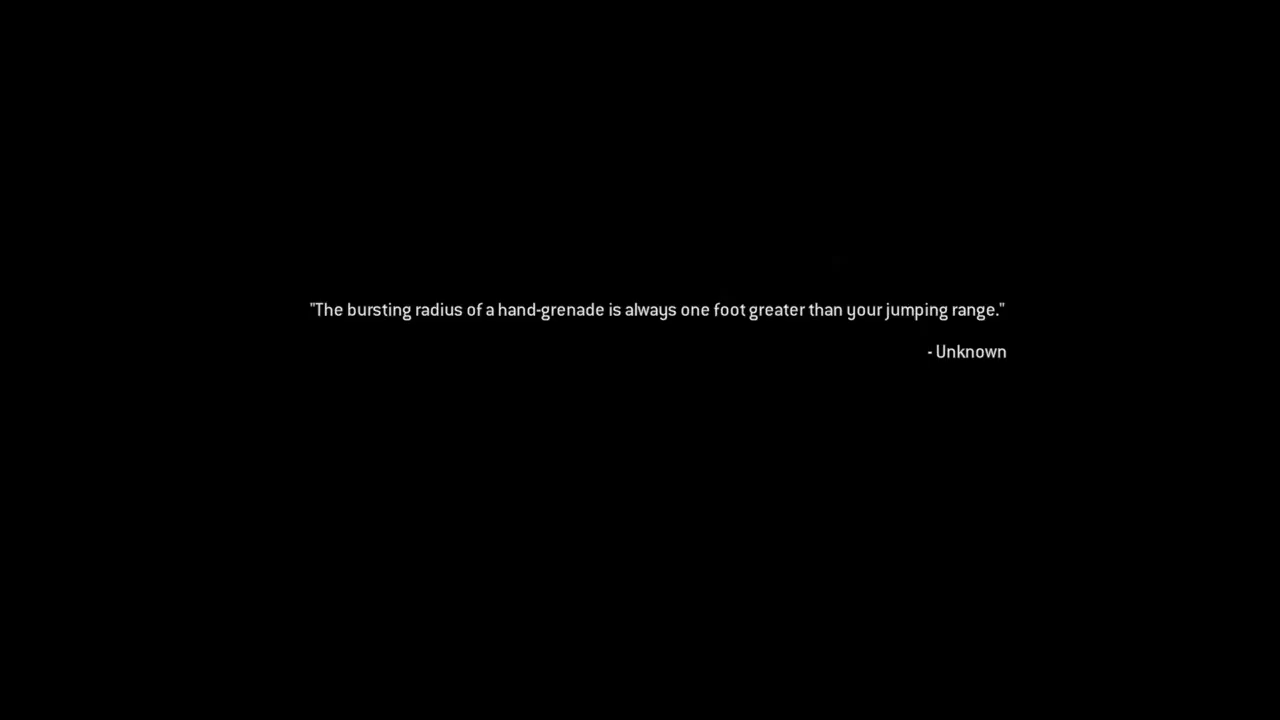 "The bursting radius of a hand-grenade is always one foot greater than your jumping range."
- Unknown